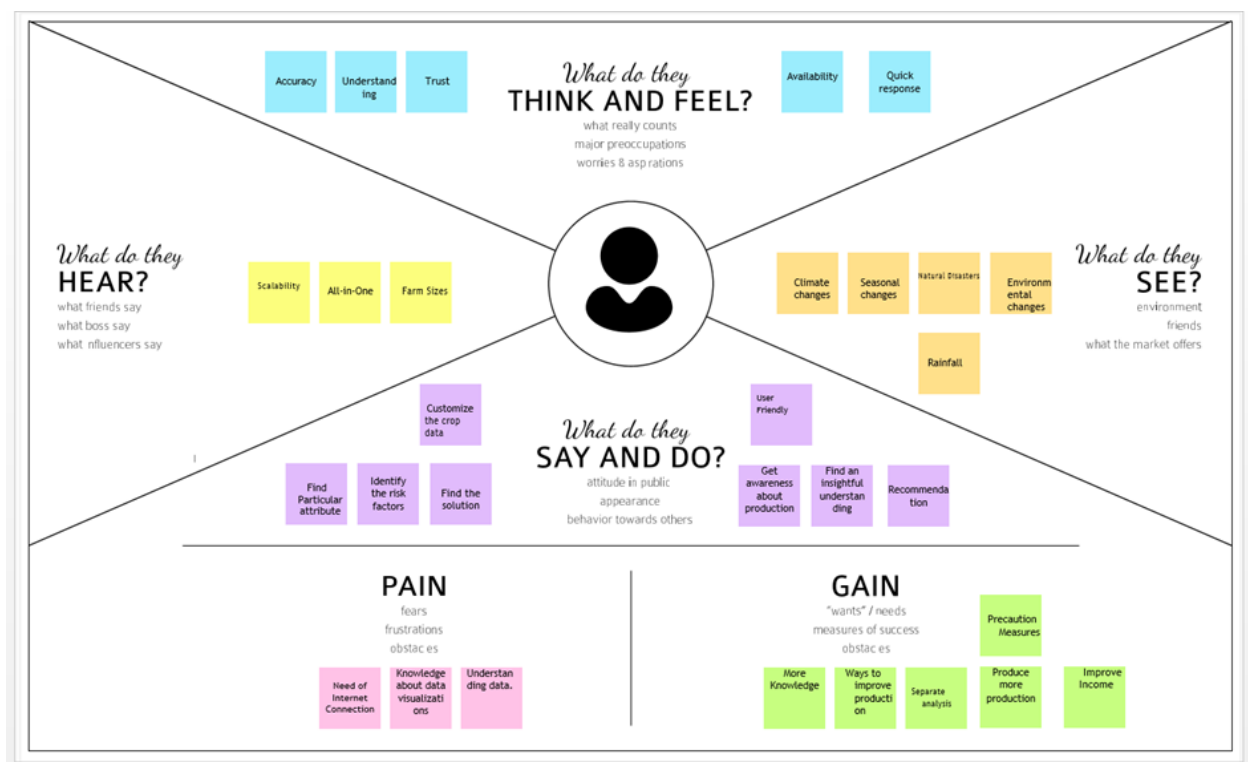 Accuracy
Understand
ing
Trust
What do they
THINK AND FEEL?
what really counts
major preoccupations
worries & asp rations
Availability
Quick
response
What do they
HEAR?
what friends say
what boss say
what nfluencers say
Scalability
All-in-One
Farm Sizes
Climate
changes
Seasonal
changes
Natural Disasters
Environm
ental
changes
Rainfall
What do they
SEE?
environment
friends
what the market offers
Customize
the crop
data
Find
Particular
attribute
Identify
the risk
factors
Find the
solution
What do they
SAY AND DO?
attitude in public
appearance
behavior towards others
User
Friendly
Get
awareness
about
production
Find an
insightful
understan
ding
Recommenda
tion
PAIN
fears
frustrations
obstac es
Need of
Internet
Connection
Knowledge
about data
visualizati
ons
Understan
ding data.
GAIN
"wants" / needs
measures of success
obstac es
Precaution
Measures
More
Knowledge
Ways to
improve
producti
on
Separate
analysis
Produce
more
production
Improve
Income